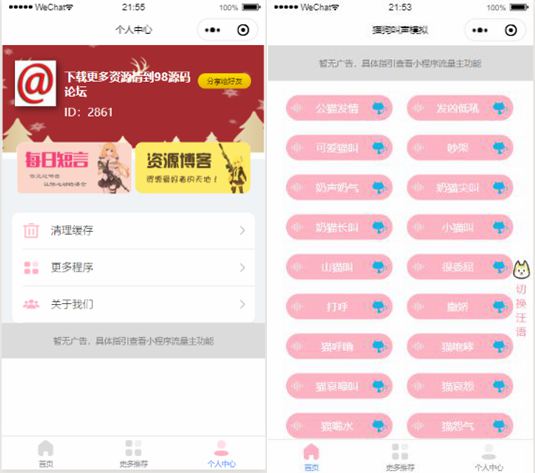 WeChat
21:55
100%
个人中心
下载更多资源请到98源码
论坛
分享给好友
ID：2861
每日短言
资源博客
清理缓存
更多程序
关于我们
暂无广告，具体指引查看小程序流量主功能
首页
更多推荐
个人中心
WeChat
21:53
100%
猫狗叫声模拟
暂无广告，具体指引查看小程序流量主功能
公猫发情
发凶低吼
可爱猫叫
吵架
奶声奶气
奶猫尖叫
奶猫长叫
小猫叫
山猫叫
很委屈
打呼
撒娇
猫呼噜
猫咆哮
猫哀嚎叫
猫哀怨
猫喝水
猫怨气
切换汪语
首页
更多推荐
个人中心